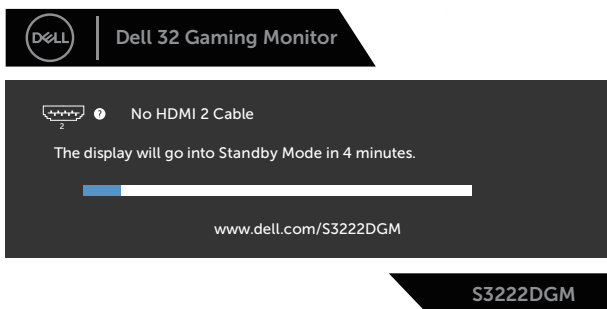 DELL
Dell 32 Gaming Monitor
? No HDMI 2 Cable
2
The display will go into Standby Mode in 4 minutes.
www.dell.com/S3222DGM
S3222DGM